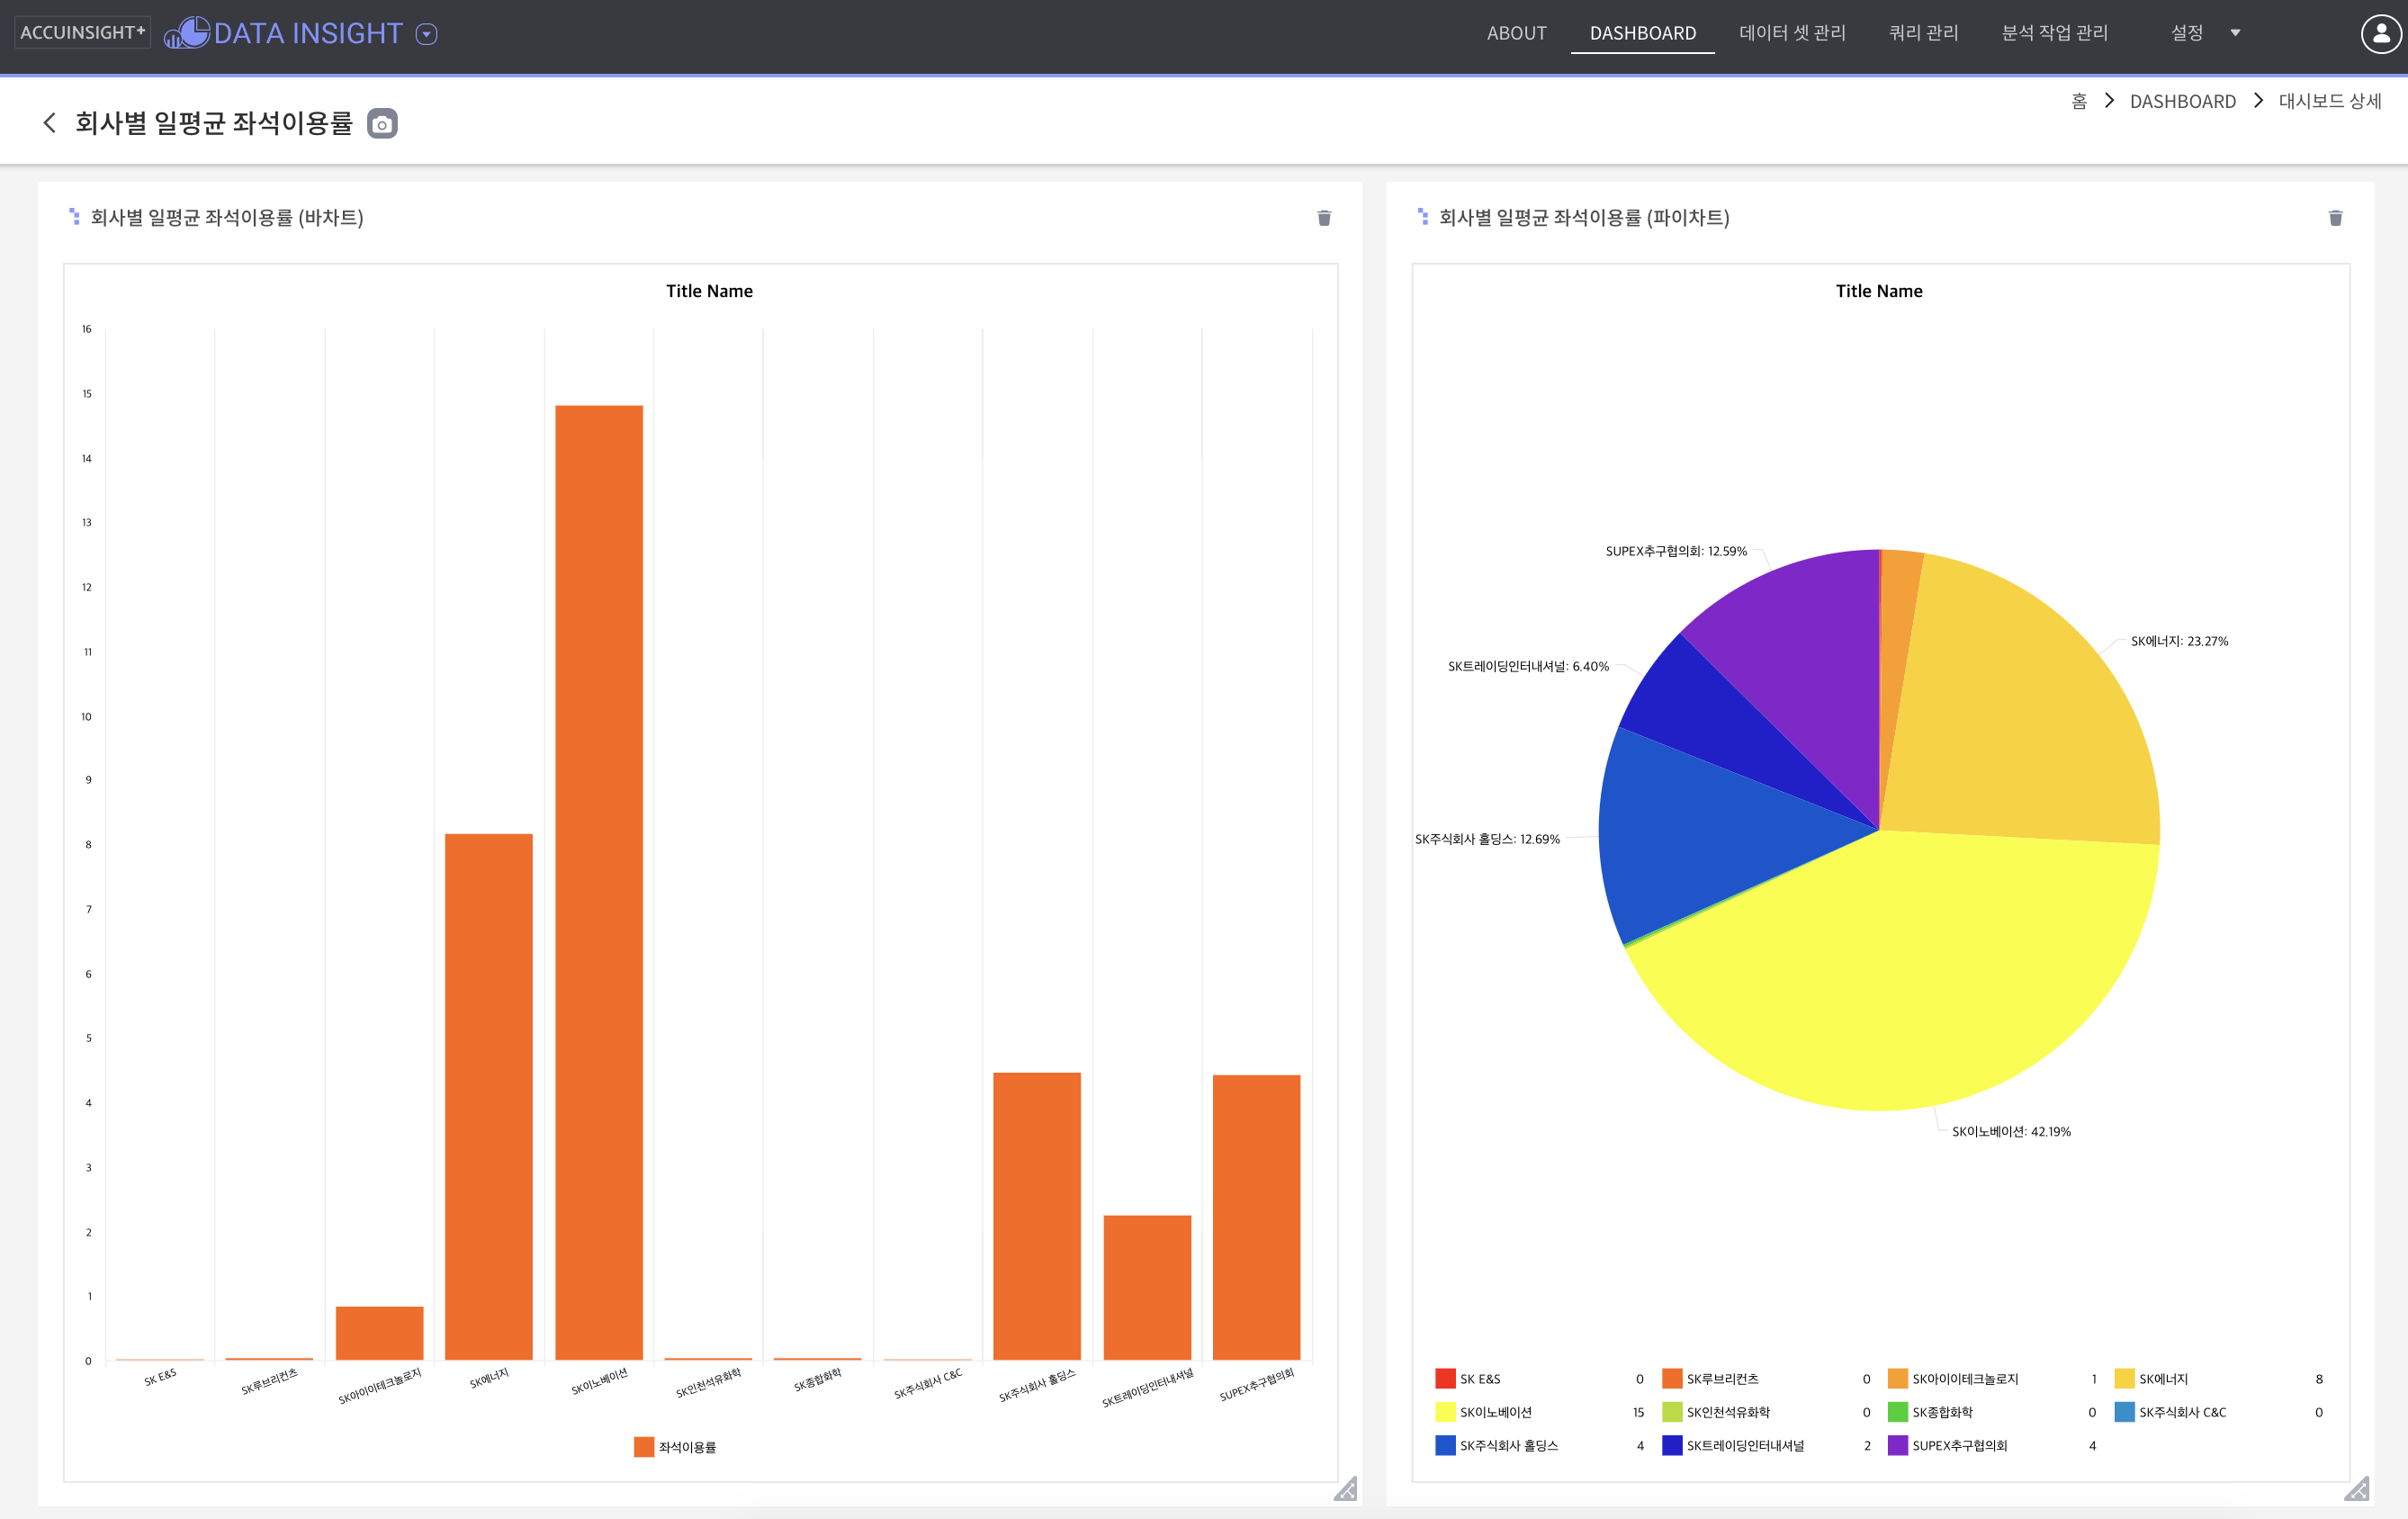 ACCUINSIGHT+ DATA INSIGHT ABOUT DASHBOARD 데이터 셋 관리 쿼리 관리 분석 작업 관리 설정
회사별 일평균 좌석이용률
홈 > DASHBOARD > 대시보드 상세
회사별 일평균 좌석이용률 (바차트)
Title Name
16
15
14
13
12
11
10
9
8
7
6
5
4
3
2
1
0
SK E&S
SK루브리컨츠
SK아이이테크놀로지
SK에너지
SK이노베이션
SK인천석유화학
SK종합화학
SK주식회사 C&C
SK주식회사 홀딩스
SK트레이딩인터내셔널
SUPEX추구협의회
좌석이용률
회사별 일평균 좌석이용률 (파이차트)
Title Name
SUPEX추구협의회: 12.59%
SK에너지: 23.27%
SK트레이딩인터내셔널: 6.40%
SK주식회사 홀딩스: 12.69%
SK이노베이션: 42.19%
SK E&S 0 SK루브리컨츠 0 SK아이이테크놀로지 1 SK에너지 8
SK이노베이션 15 SK인천석유화학 0 SK종합화학 0 SK주식회사 C&C 0
SK주식회사 홀딩스 4 SK트레이딩인터내셔널 2 SUPEX추구협의회 4